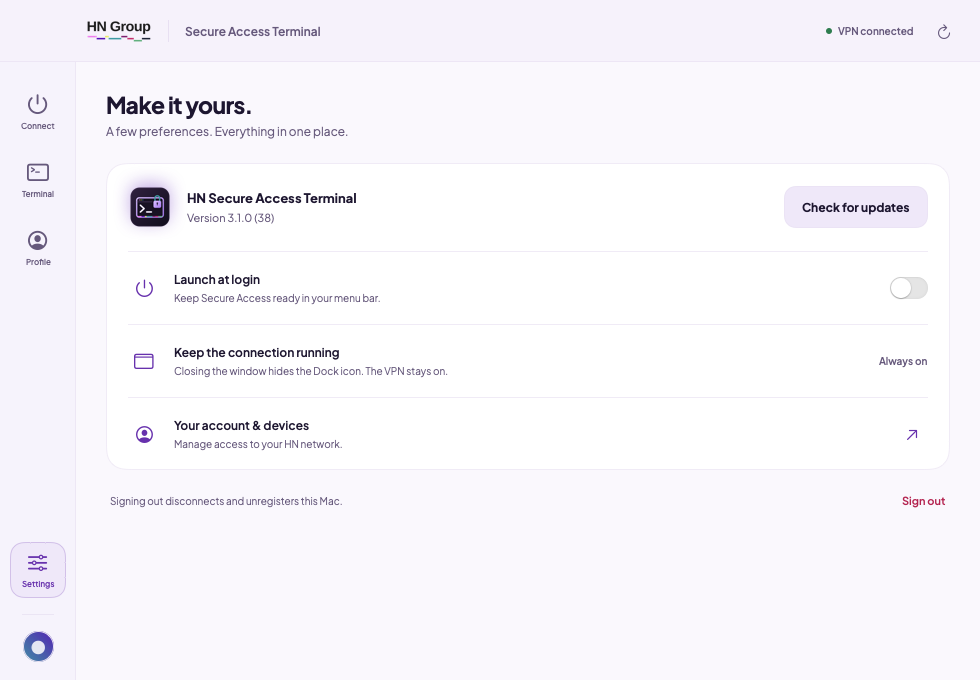 HN Group
Secure Access Terminal
VPN connected
Connect
Terminal
Profile
Settings
Make it yours.
A few preferences. Everything in one place.
HN Secure Access Terminal
Version 3.1.0 (38)
Check for updates
Launch at login
Keep Secure Access ready in your menu bar.
Keep the connection running
Closing the window hides the Dock icon. The VPN stays on.
Always on
Your account & devices
Manage access to your HN network.
Signing out disconnects and unregisters this Mac.
Sign out